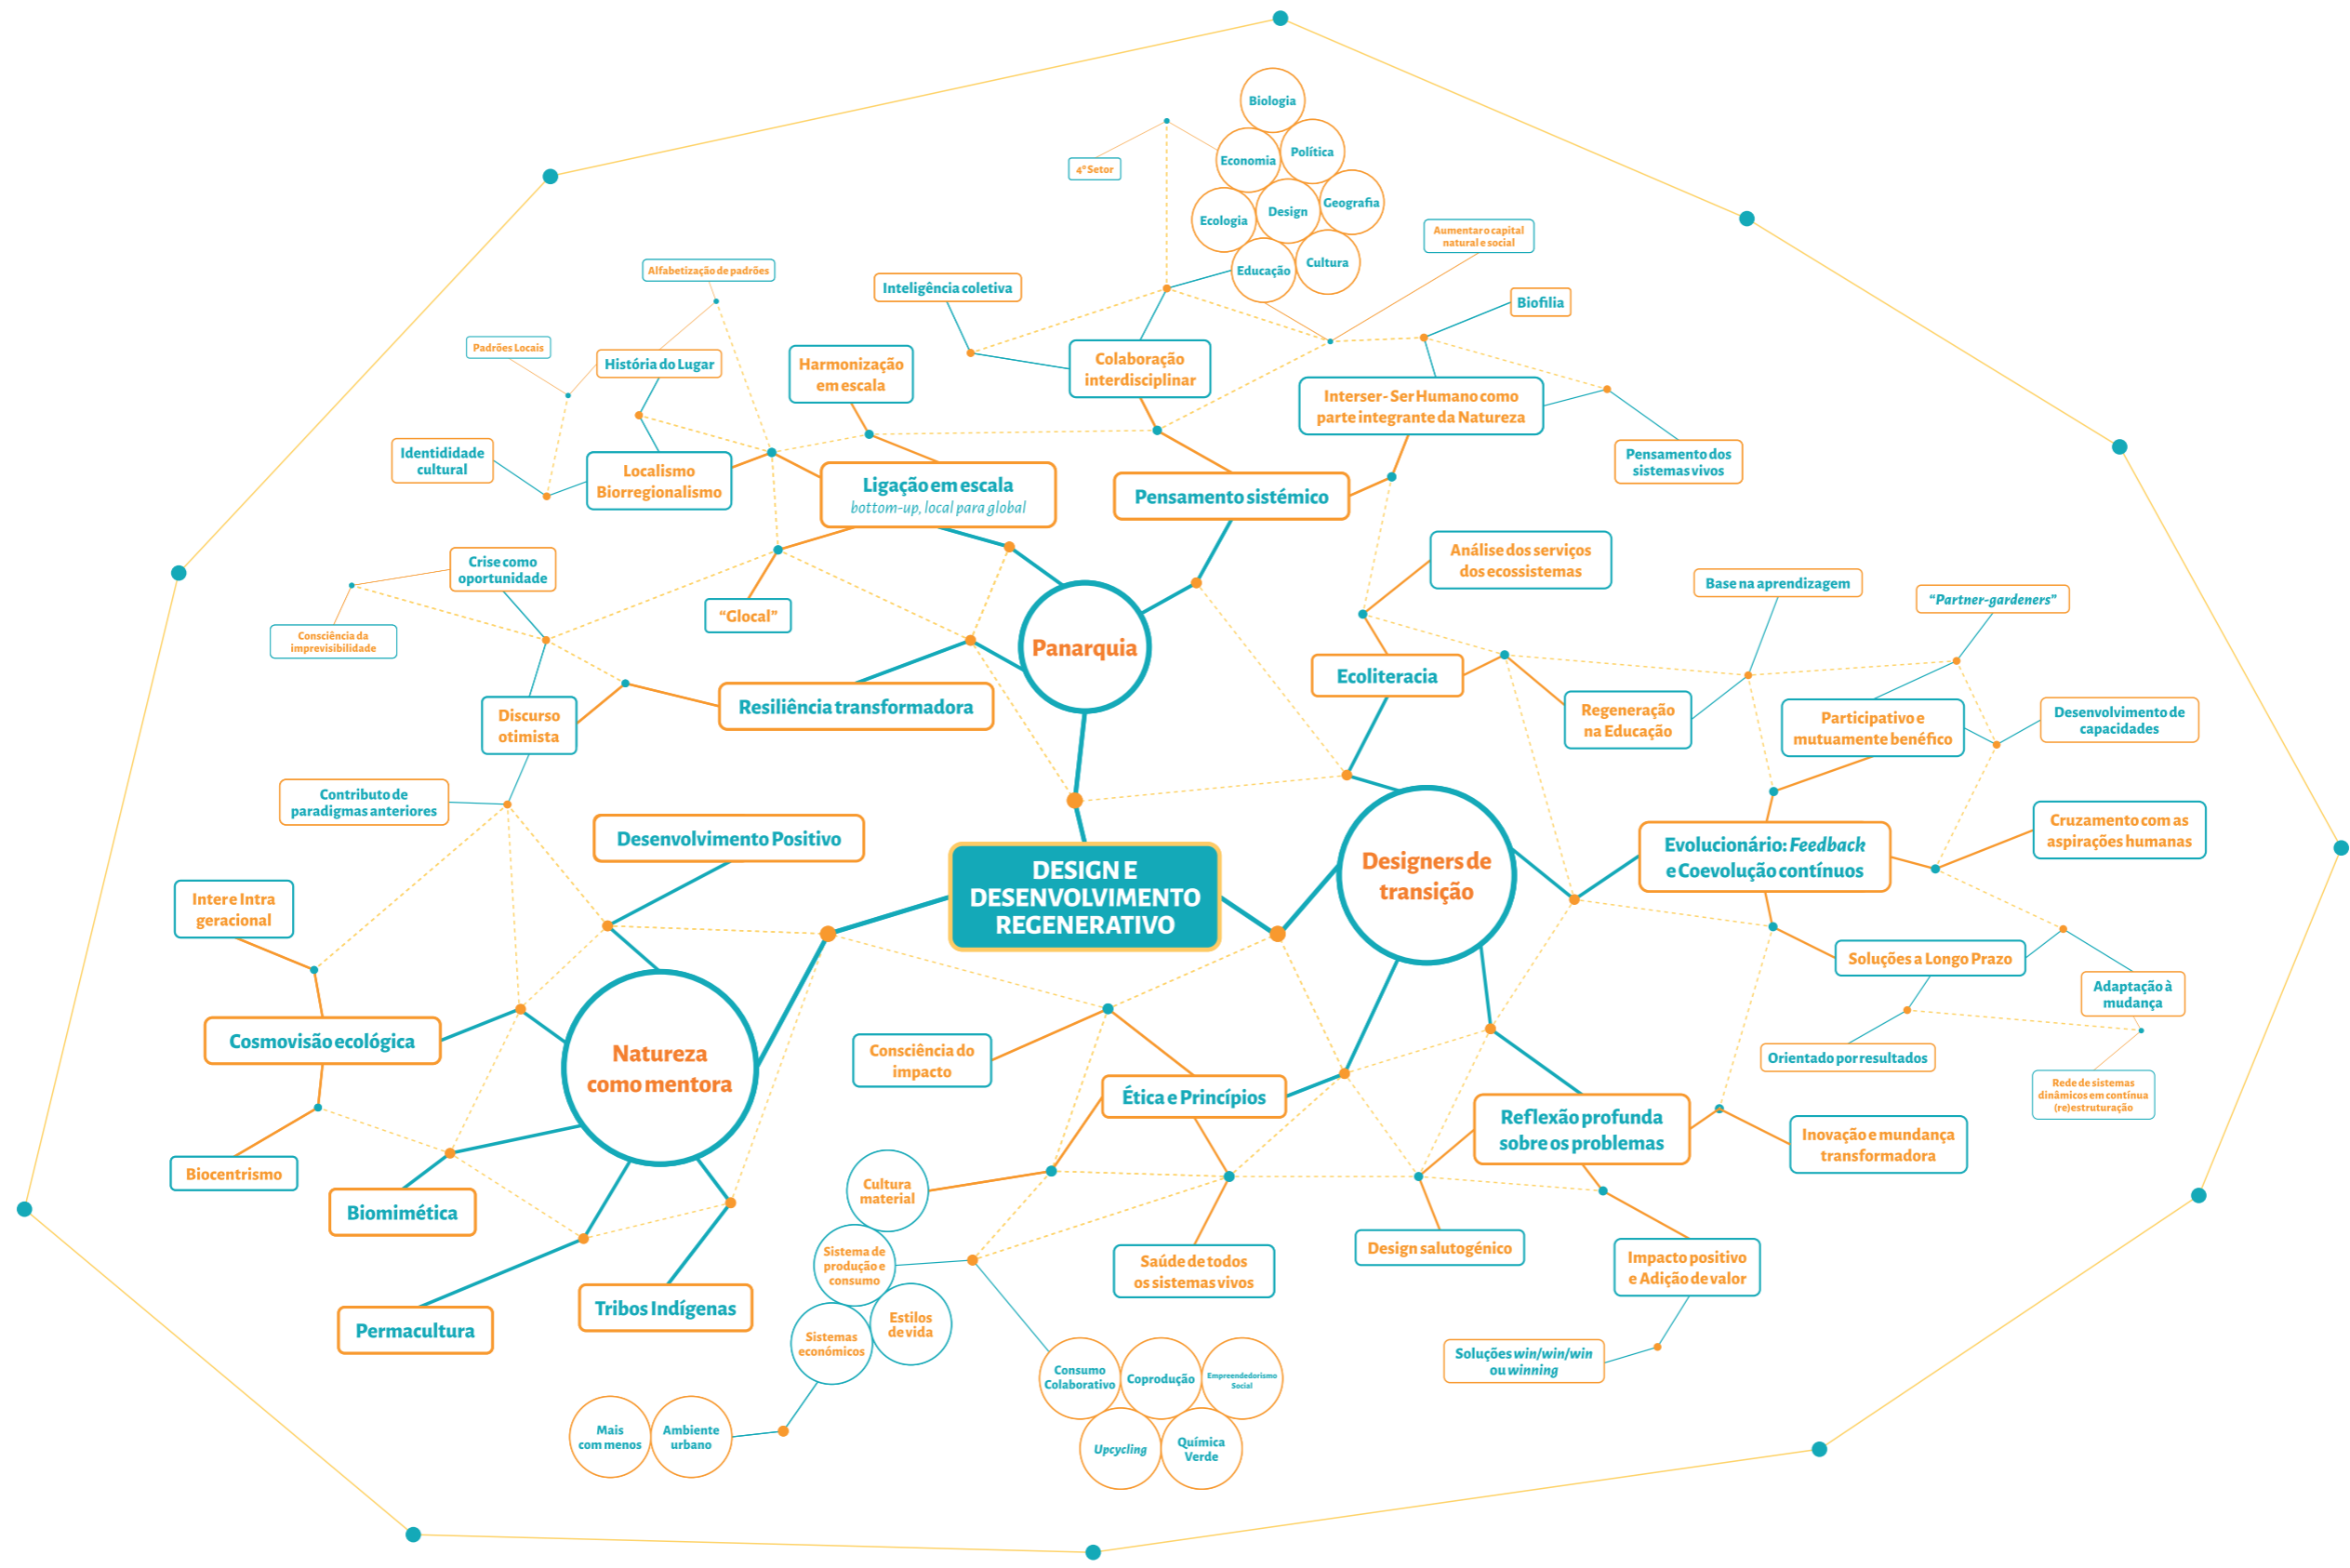 Biologia
Economia
Política
4º Setor
Ecologia
Design
Geografia
Aumentar o capital
natural e social
Educação
Cultura
Alfabetização de padrões
Inteligência coletiva
Biofilia
Padrões Locais
História do Lugar
Harmonização
em escala
Colaboração
interdisciplinar
Interser - Ser Humano como
parte integrante da Natureza
Identididade
cultural
Localismo
Biorregionalismo
Ligação em escala
bottom-up, local para global
Pensamento sistémico
Pensamento dos
sistemas vivos
Crise como
oportunidade
Análise dos serviços
dos ecossistemas
Base na aprendizagem
"Partner-gardeners"
"Glocal"
Consciência da
imprevisibilidade
Panarquia
Ecoliteracia
Resiliência transformadora
Discurso
otimista
Regeneração
na Educação
Participativo e
mutuamente benéfico
Desenvolvimento de
capacidades
Contributo de
paradigmas anteriores
Desenvolvimento Positivo
DESIGN E
DESENVOLVIMENTO
REGENERATIVO
Designers de
transição
Evolucionário: Feedback
e Coevolução contínuos
Cruzamento com as
aspirações humanas
Inter e Intra
geracional
Soluções a Longo Prazo
Adaptação à
mudança
Cosmovisão ecológica
Natureza
como mentora
Consciência do
impacto
Orientado por resultados
Ética e Princípios
Rede de sistemas
dinâmicos em contínua
(re)estruturação
Reflexão profunda
sobre os problemas
Inovação e mundança
transformadora
Biocentrismo
Biomimética
Cultura
material
Sistema de
produção e
consumo
Saúde de todos
os sistemas vivos
Design salutogénico
Impacto positivo
e Adição de valor
Permacultura
Tribos Indígenas
Estilos
de vida
Sistemas
económicos
Soluções win/win/win
ou winning
Consumo
Colaborativo
Coprodução
Empreendedorismo
Social
Mais
com menos
Ambiente
urbano
Upcycling
Química
Verde